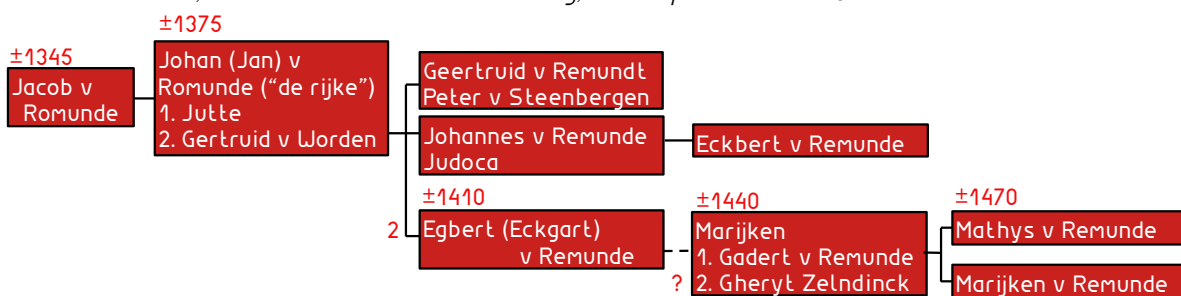 ±1345
Jacob v
Romunde
±1375
Johan (Jan) v
Romunde (“de rijke”)
1. Jutte
2. Gertruid v Worden
Geertruid v Remundt
Peter v Steenbergen
Johannes v Remunde
Judoca
Eckbert v Remunde
±1410
2
Egbert (Eckgart)
v Remunde
±1440
?
Marijken
1. Gadert v Remunde
2. Gheryt Zelndinck
±1470
Mathys v Remunde
Marijken v Remunde